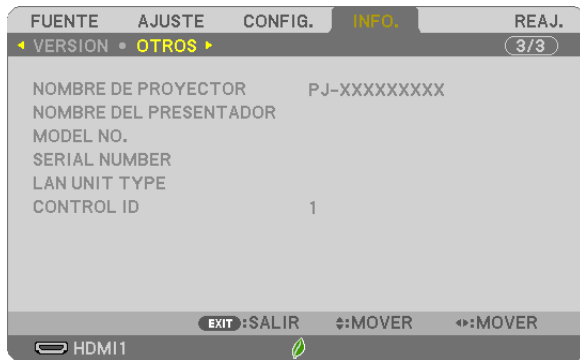 FUENTE AJUSTE CONFIG. INFO. REAJ.
VERSION • OTROS 3/3
NOMBRE DE PROYECTOR PJ-XXXXXXXXX
NOMBRE DEL PRESENTADOR
MODEL NO.
SERIAL NUMBER
LAN UNIT TYPE
CONTROL ID 1
EXIT :SALIR :MOVER :MOVER
HDMI1